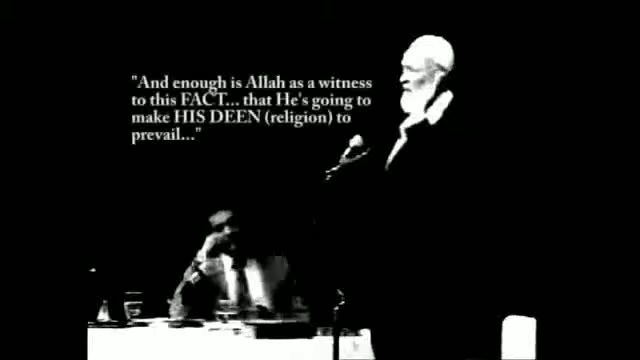 "And enough is Allah as a witness
to this FACT... that He's going to
make HIS DEEN (religion) to
prevail..."